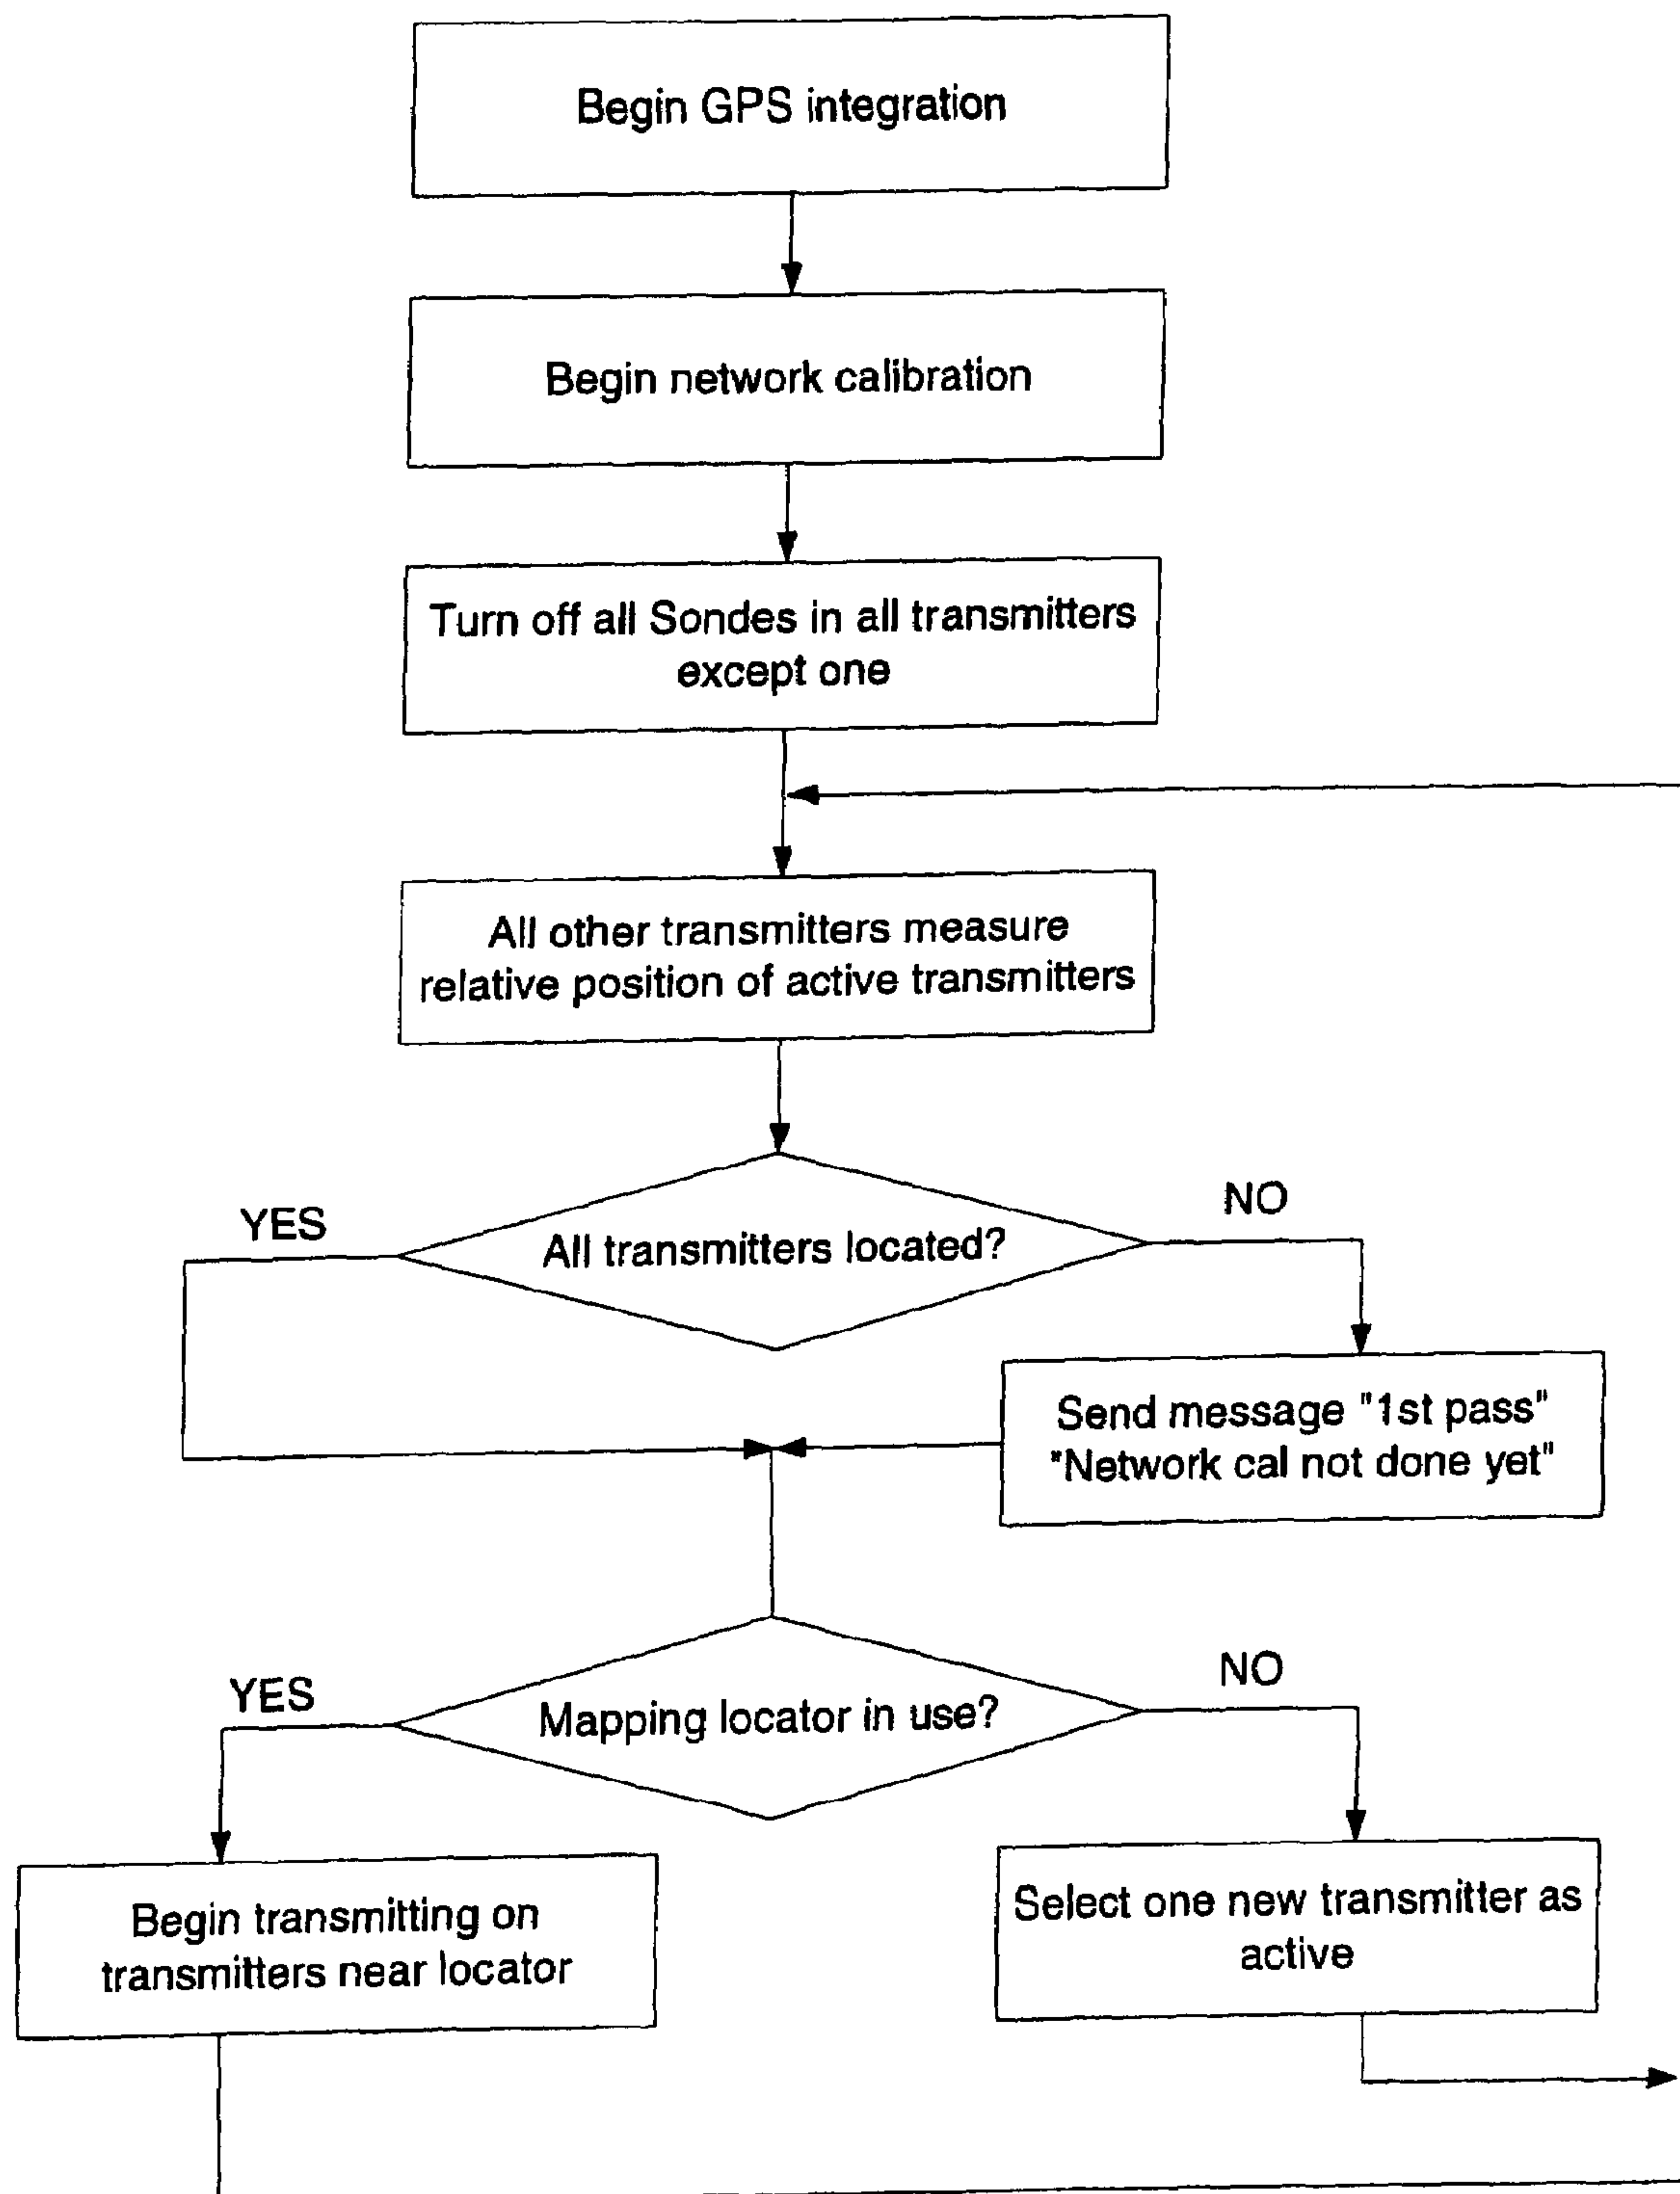 Begin GPS integration
Begin network calibration
Turn off all Sondes in all transmitters
except one
All other transmitters measure
relative position of active transmitters
YES
NO
All transmitters located?
Send message "1st pass"
"Network cal not done yet"
YES
NO
Mapping locator in use?
Begin transmitting on
transmitters near locator
Select one new transmitter as
active